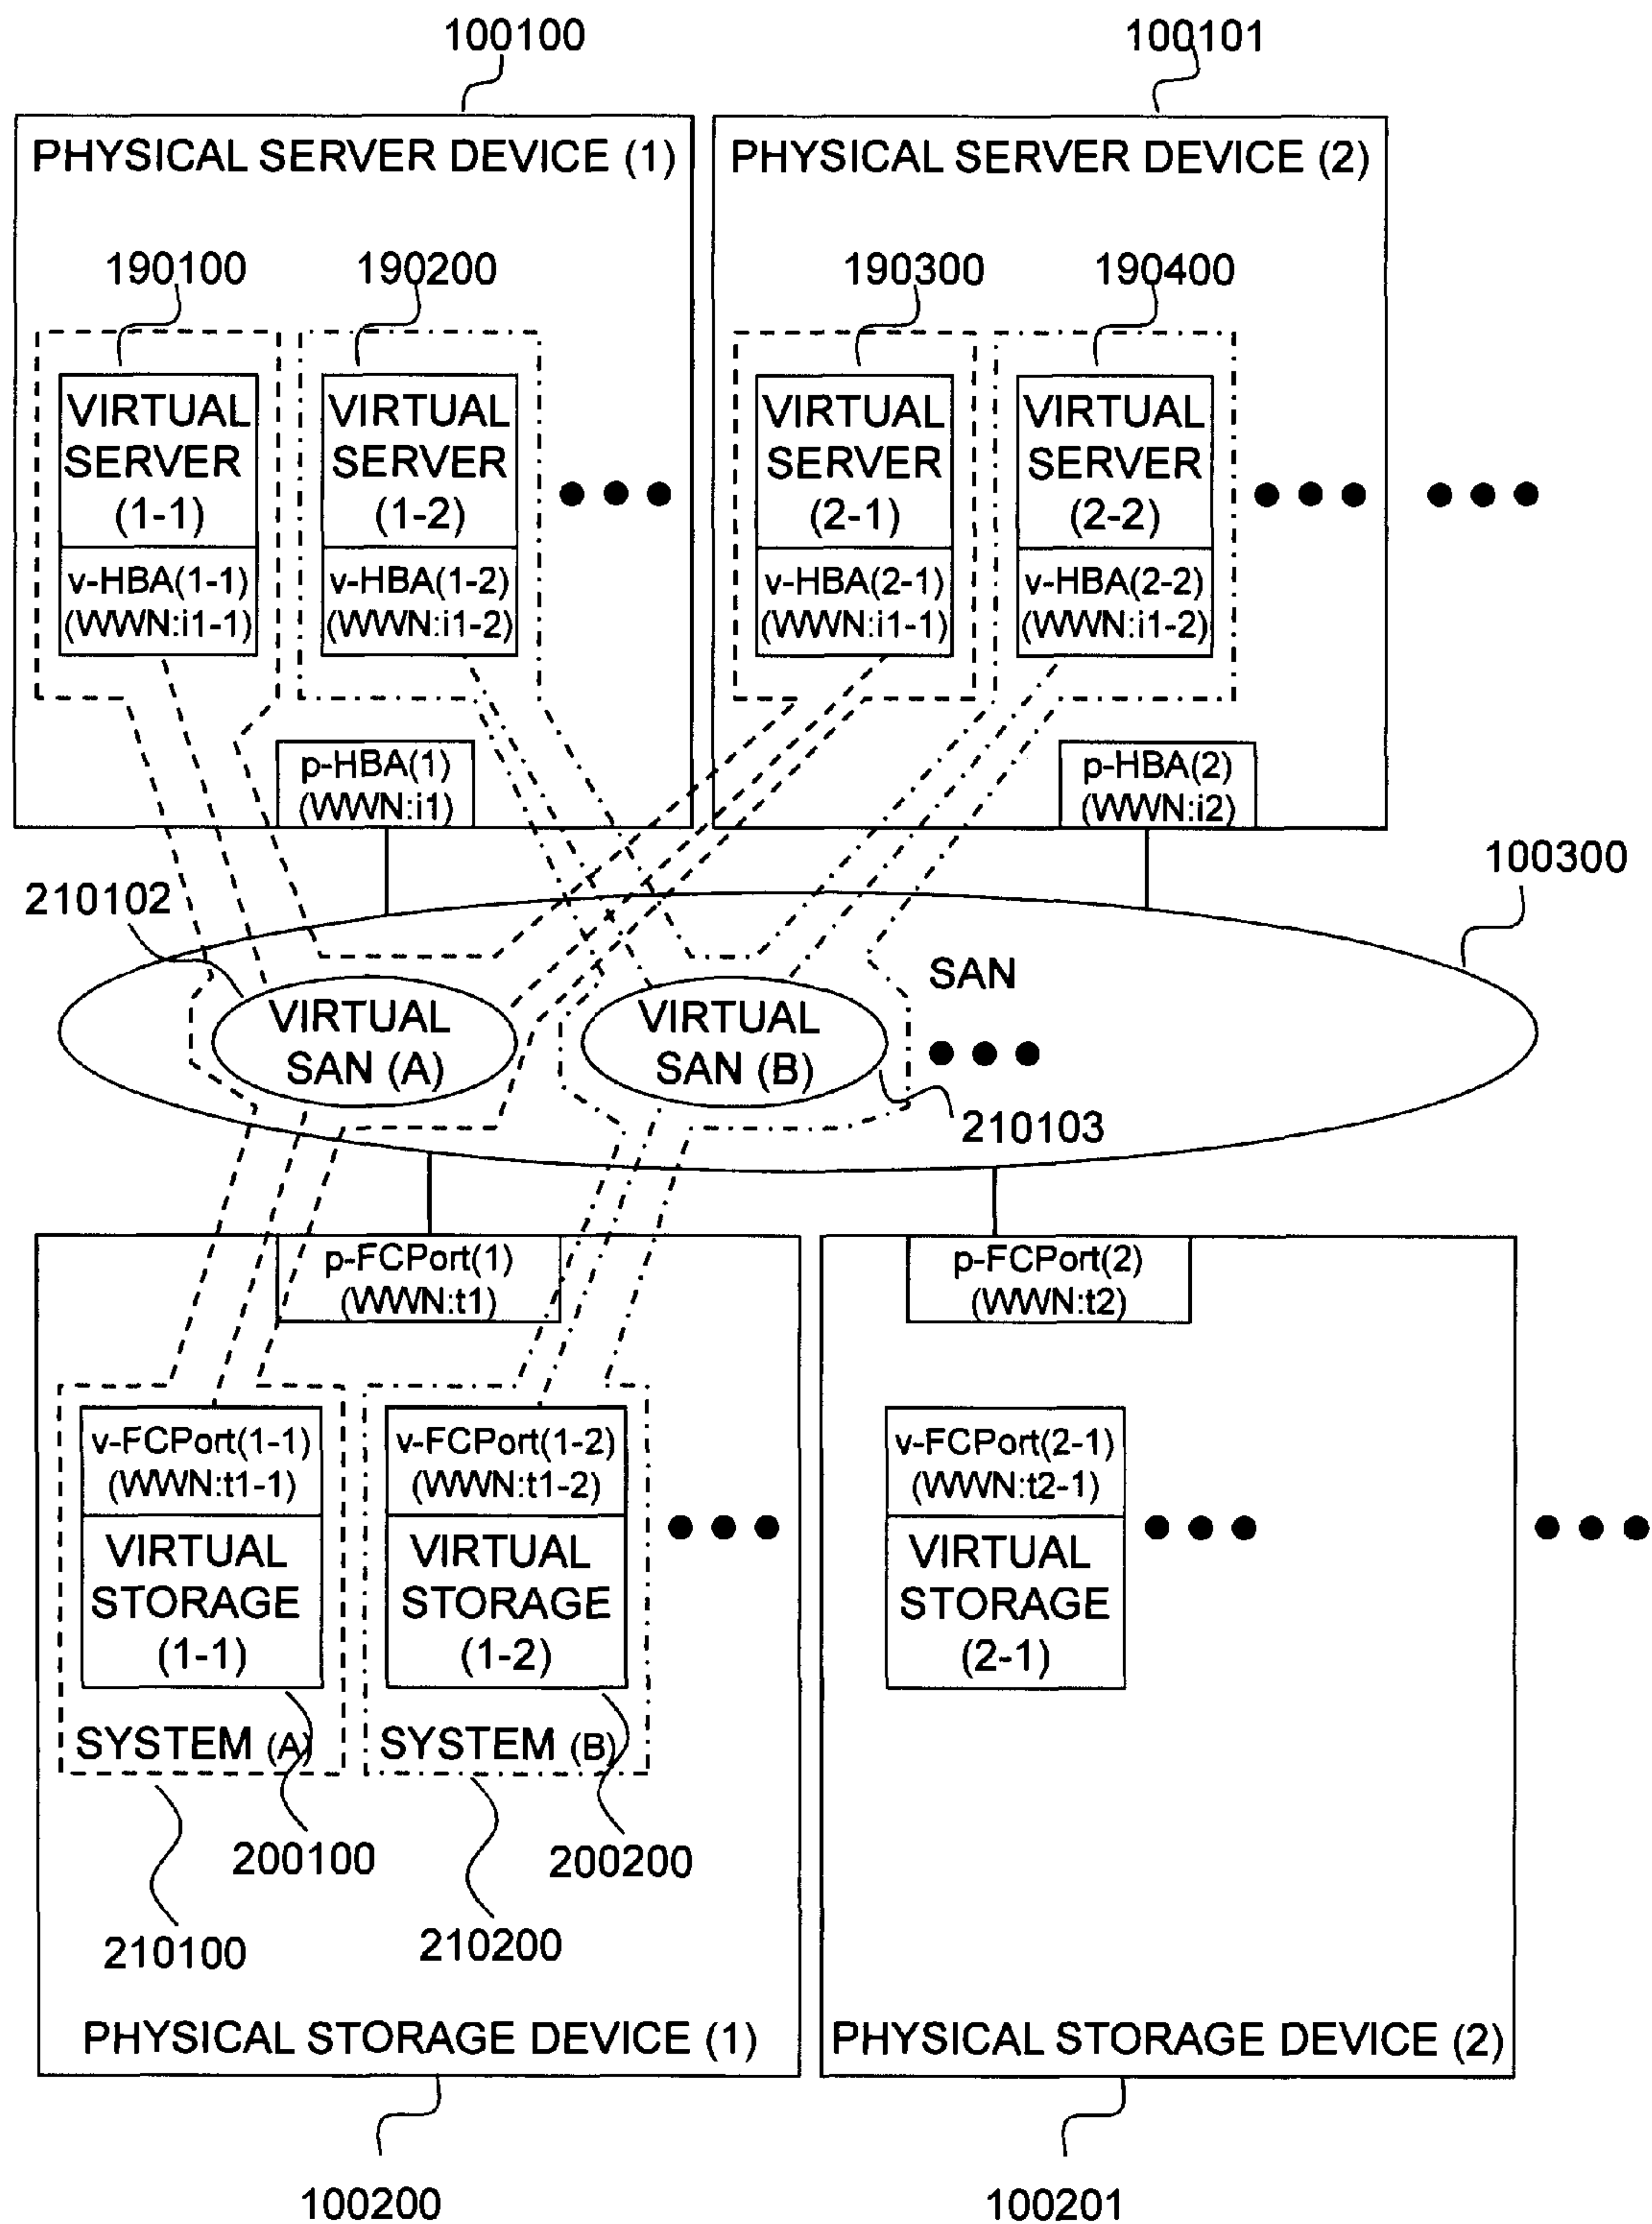 100100
100101
PHYSICAL SERVER DEVICE (1)
PHYSICAL SERVER DEVICE (2)
190100
190200
190300
190400
VIRTUAL
SERVER
(1-1)
v-HBA(1-1)
(WWN:i1-1)
VIRTUAL
SERVER
(1-2)
v-HBA(1-2)
(WWN:i1-2)
VIRTUAL
SERVER
(2-1)
v-HBA(2-1)
(WWN:i1-1)
VIRTUAL
SERVER
(2-2)
v-HBA(2-2)
(WWN:i1-2)
p-HBA(1)
(WWN:i1)
p-HBA(2)
(WWN:i2)
100300
210102
SAN
VIRTUAL
SAN (A)
VIRTUAL
SAN (B)
210103
p-FCPort(1)
(WWN:t1)
p-FCPort(2)
(WWN:t2)
v-FCPort(1-1)
(WWN:t1-1)
VIRTUAL
STORAGE
(1-1)
SYSTEM (A)
v-FCPort(1-2)
(WWN:t1-2)
VIRTUAL
STORAGE
(1-2)
SYSTEM (B)
v-FCPort(2-1)
(WWN:t2-1)
VIRTUAL
STORAGE
(2-1)
200100
200200
210100
210200
PHYSICAL STORAGE DEVICE (1)
PHYSICAL STORAGE DEVICE (2)
100200
100201